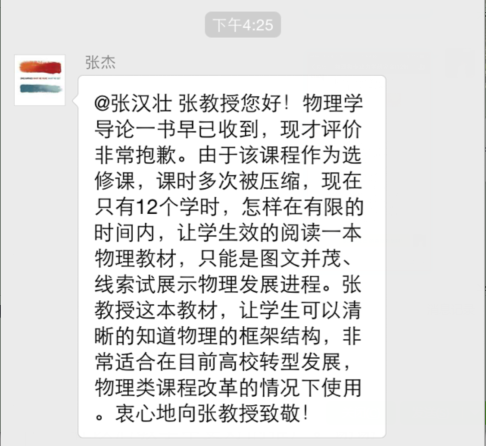 下午4:25
张杰
@张汉壮 张教授您好！物理学
导论一书早已收到，现才评价
非常抱歉。由于该课程作为选
修课，课时多次被压缩，现在
只有12个学时，怎样在有限的
时间内，让学生效的阅读一本
物理教材，只能是图文并茂、
线索试展示物理发展进程。张
教授这本教材，让学生可以清
晰的知道物理的框架结构，非
常适合在目前高校转型发展，
物理类课程改革的情况下使用
。衷心地向张教授致敬！